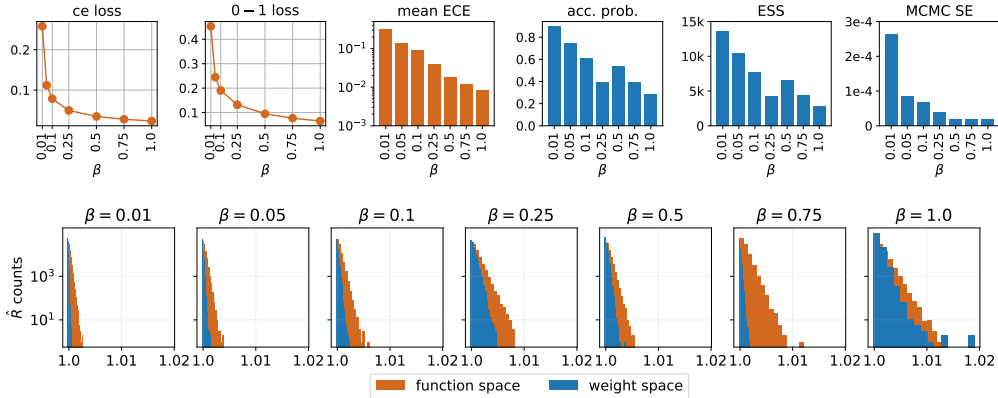 ce loss
0.2
0.1
0.01
0.1
0.25
0.5
0.75
1.0
β
0 − 1 loss
0.4
0.3
0.2
0.1
0.01
0.1
0.25
0.5
0.75
1.0
β
mean ECE
10⁻¹
10⁻²
10⁻³
0.01
0.05
0.1
0.25
0.5
0.75
1.0
β
acc. prob.
0.8
0.6
0.4
0.2
0.0
0.01
0.05
0.1
0.25
0.5
0.75
1.0
β
ESS
15k
10k
5k
0
0.01
0.05
0.1
0.25
0.5
0.75
1.0
β
MCMC SE
3e-4
2e-4
1e-4
0
0.01
0.05
0.1
0.25
0.5
0.75
1.0
β
β = 0.01
β = 0.05
β = 0.1
β = 0.25
β = 0.5
β = 0.75
β = 1.0
R̂ counts
10³
10¹
1.0 1.01 1.02
1.0 1.01 1.02
1.0 1.01 1.02
1.0 1.01 1.02
1.0 1.01 1.02
1.0 1.01 1.02
1.0 1.01 1.02
function space
weight space